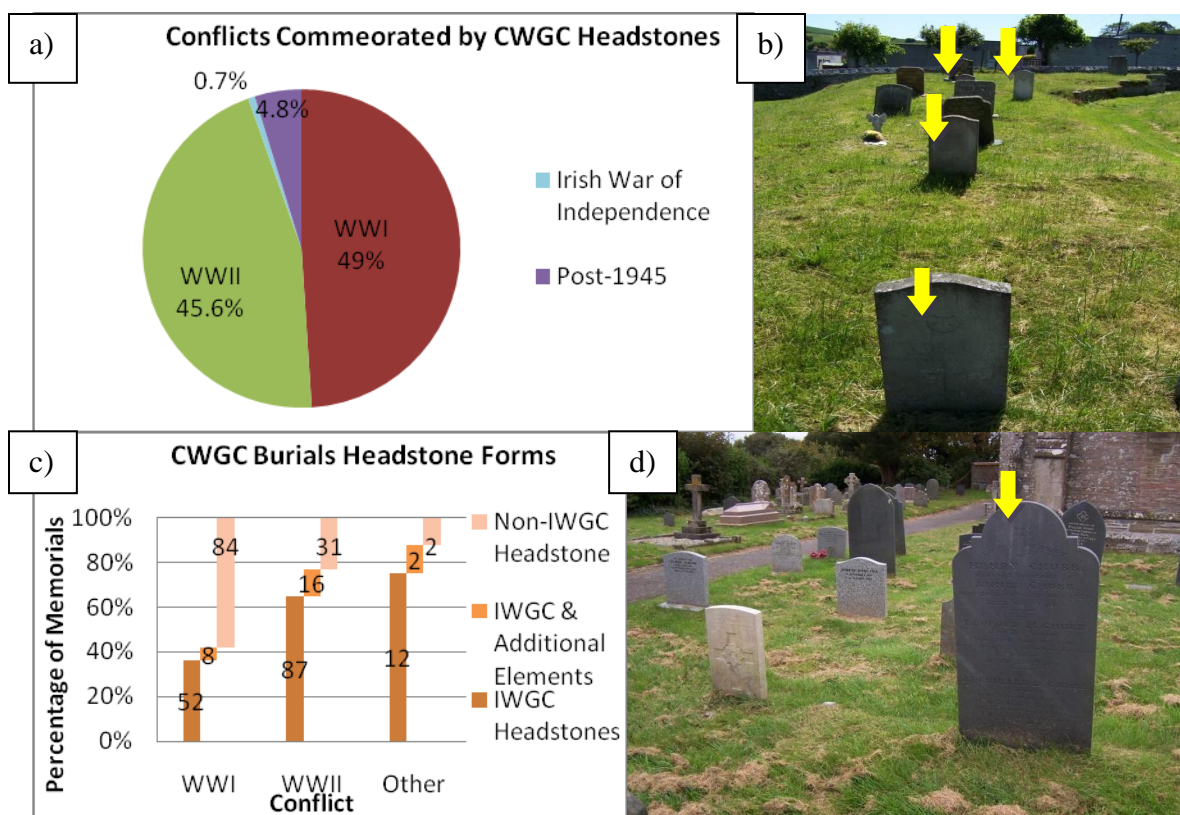 a)
Conflicts Commeorated by CWGC Headstones
0.7%
4.8%
WWI
49%
WWII
45.6%
Irish War of
Independence
Post-1945
b)
c)
CWGC Burials Headstone Forms
Percentage of Memorials
100%
80%
60%
40%
20%
0%
84
8
52
31
16
87
2
2
12
WWI
WWII
Other
Conflict
Non-IWGC
Headstone
IWGC & 
Additional
Elements
IWGC
Headstones
d)